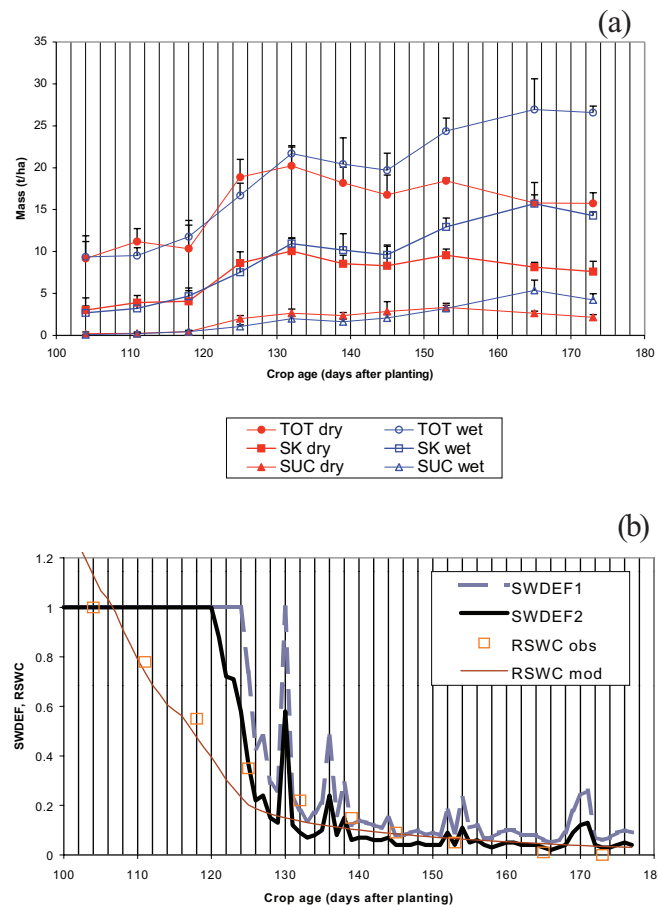 (a)
35
30
25
20
15
10
5
0
Mass (t/ha)
100 110 120 130 140 150 160 170 180
Crop age (days after planting)
TOT dry TOT wet
SK dry SK wet
SUC dry SUC wet
(b)
1.2
1
0.8
0.6
0.4
0.2
0
SWDEF, RSWC
SWDEF1
SWDEF2
RSWC obs
RSWC mod
100 110 120 130 140 150 160 170 18
Crop age (days after planting)